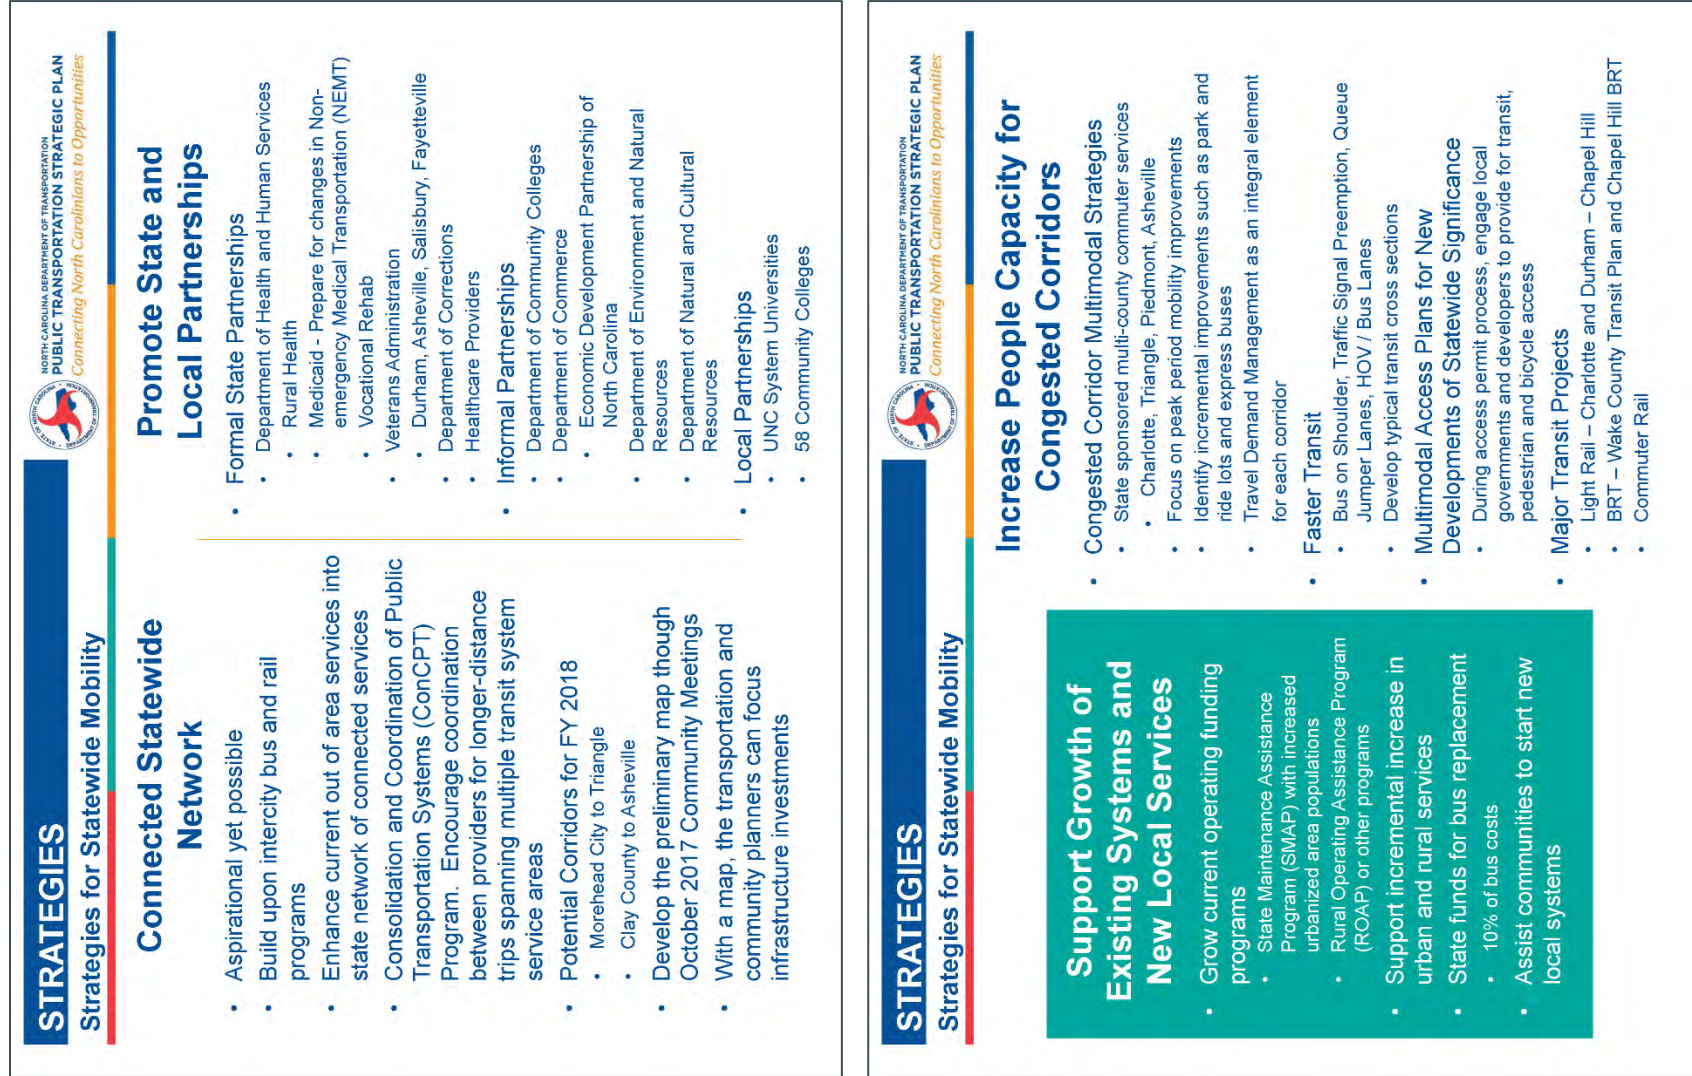 STRATEGIES
Strategies for Statewide Mobility
NORTH CAROLINA DEPARTMENT OF TRANSPORTATION
PUBLIC TRANSPORTATION STRATEGIC PLAN
Connecting North Carolinians to Opportunities
STATE OF NORTH CAROLINA
DEPARTMENT OF TRANSPORTATION
Connected Statewide
Network
• Aspirational yet possible
• Build upon intercity bus and rail
programs
• Enhance current out of area services into
state network of connected services
• Consolidation and Coordination of Public
Transportation Systems (ConCPT)
Program. Encourage coordination
between providers for longer-distance
trips spanning multiple transit system
service areas
• Potential Corridors for FY 2018
• Morehead City to Triangle
• Clay County to Asheville
• Develop the preliminary map though
October 2017 Community Meetings
• With a map, the transportation and
community planners can focus
infrastructure investments
Promote State and
Local Partnerships
• Formal State Partnerships
• Department of Health and Human Services
• Rural Health
• Medicaid - Prepare for changes in Non-
emergency Medical Transportation (NEMT)
• Vocational Rehab
• Veterans Administration
• Durham, Asheville, Salisbury, Fayetteville
• Department of Corrections
• Healthcare Providers
• Informal Partnerships
• Department of Community Colleges
• Department of Commerce
• Economic Development Partnership of
North Carolina
• Department of Environment and Natural
Resources
• Department of Natural and Cultural
Resources
• Local Partnerships
• UNC System Universities
• 58 Community Colleges
STRATEGIES
Strategies for Statewide Mobility
NORTH CAROLINA DEPARTMENT OF TRANSPORTATION
PUBLIC TRANSPORTATION STRATEGIC PLAN
Connecting North Carolinians to Opportunities
STATE OF NORTH CAROLINA
DEPARTMENT OF TRANSPORTATION
Support Growth of
Existing Systems and
New Local Services
• Grow current operating funding
programs
• State Maintenance Assistance
Program (SMAP) with increased
urbanized area populations
• Rural Operating Assistance Program
(ROAP) or other programs
• Support incremental increase in
urban and rural services
• State funds for bus replacement
• 10% of bus costs
• Assist communities to start new
local systems
Increase People Capacity for
Congested Corridors
• Congested Corridor Multimodal Strategies
• State sponsored multi-county commuter services
• Charlotte, Triangle, Piedmont, Asheville
• Focus on peak period mobility improvements
• Identify incremental improvements such as park and
ride lots and express buses
• Travel Demand Management as an integral element
for each corridor
• Faster Transit
• Bus on Shoulder, Traffic Signal Preemption, Queue
Jumper Lanes, HOV / Bus Lanes
• Develop typical transit cross sections
• Multimodal Access Plans for New
Developments of Statewide Significance
• During access permit process, engage local
governments and developers to provide for transit,
pedestrian and bicycle access
• Major Transit Projects
• Light Rail – Charlotte and Durham – Chapel Hill
• BRT – Wake County Transit Plan and Chapel Hill BRT
• Commuter Rail